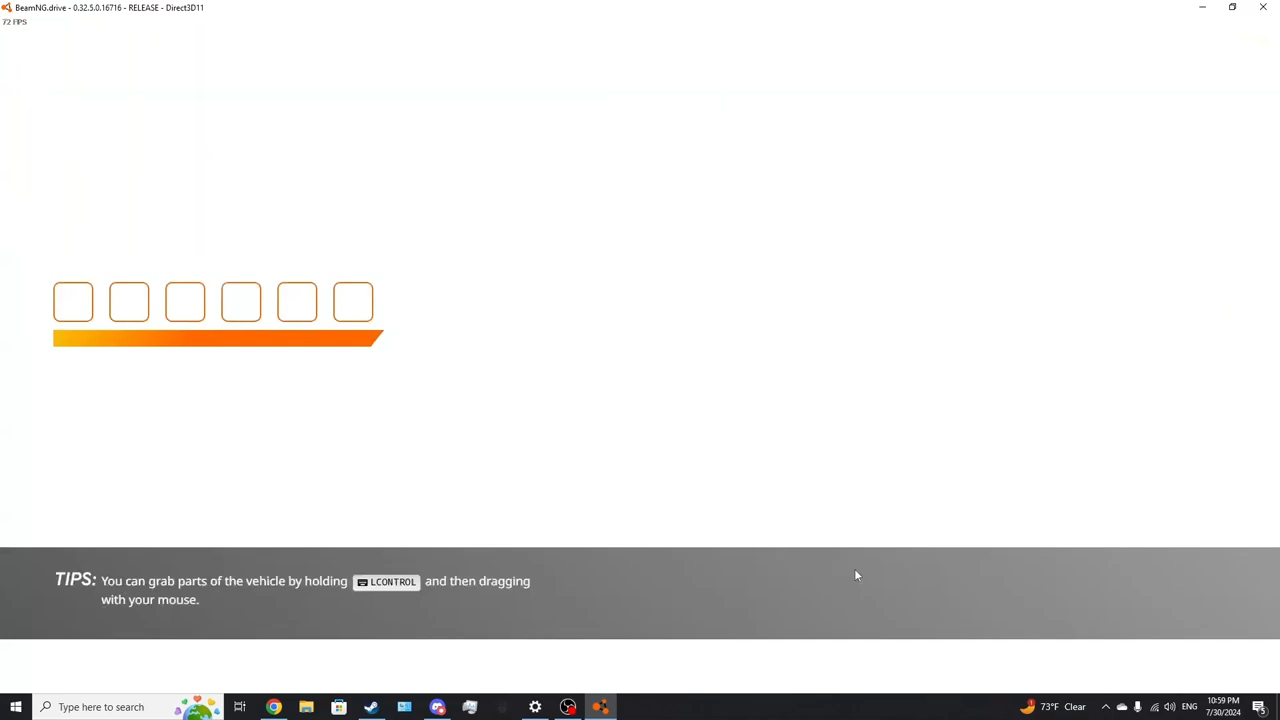 BeamNG.drive - 0.32.5.0.16716 - RELEASE - Direct3D11
72 FPS
TIPS: You can grab parts of the vehicle by holding LCONTROL and then dragging
with your mouse.
Type here to search
73°F Clear
ENG
10:59 PM
7/30/2024
5